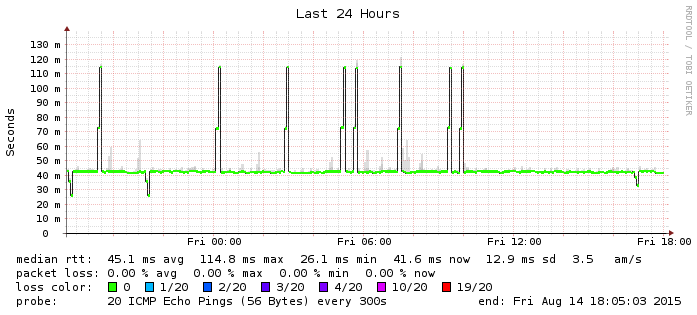 Last 24 Hours
RRDTOOL / TOBI OETIKER
Seconds
130 m
120 m
110 m
100 m
90 m
80 m
70 m
60 m
50 m
40 m
30 m
20 m
10 m
0
Fri 00:00 Fri 06:00 Fri 12:00 Fri 18:00
median rtt: 45.1 ms avg 114.8 ms max 26.1 ms min 41.6 ms now 12.9 ms sd 3.5 am/s
packet loss: 0.00 % avg 0.00 % max 0.00 % min 0.00 % now
loss color: 0 1/20 2/20 3/20 4/20 10/20 19/20
probe: 20 ICMP Echo Pings (56 Bytes) every 300s end: Fri Aug 14 18:05:03 2015